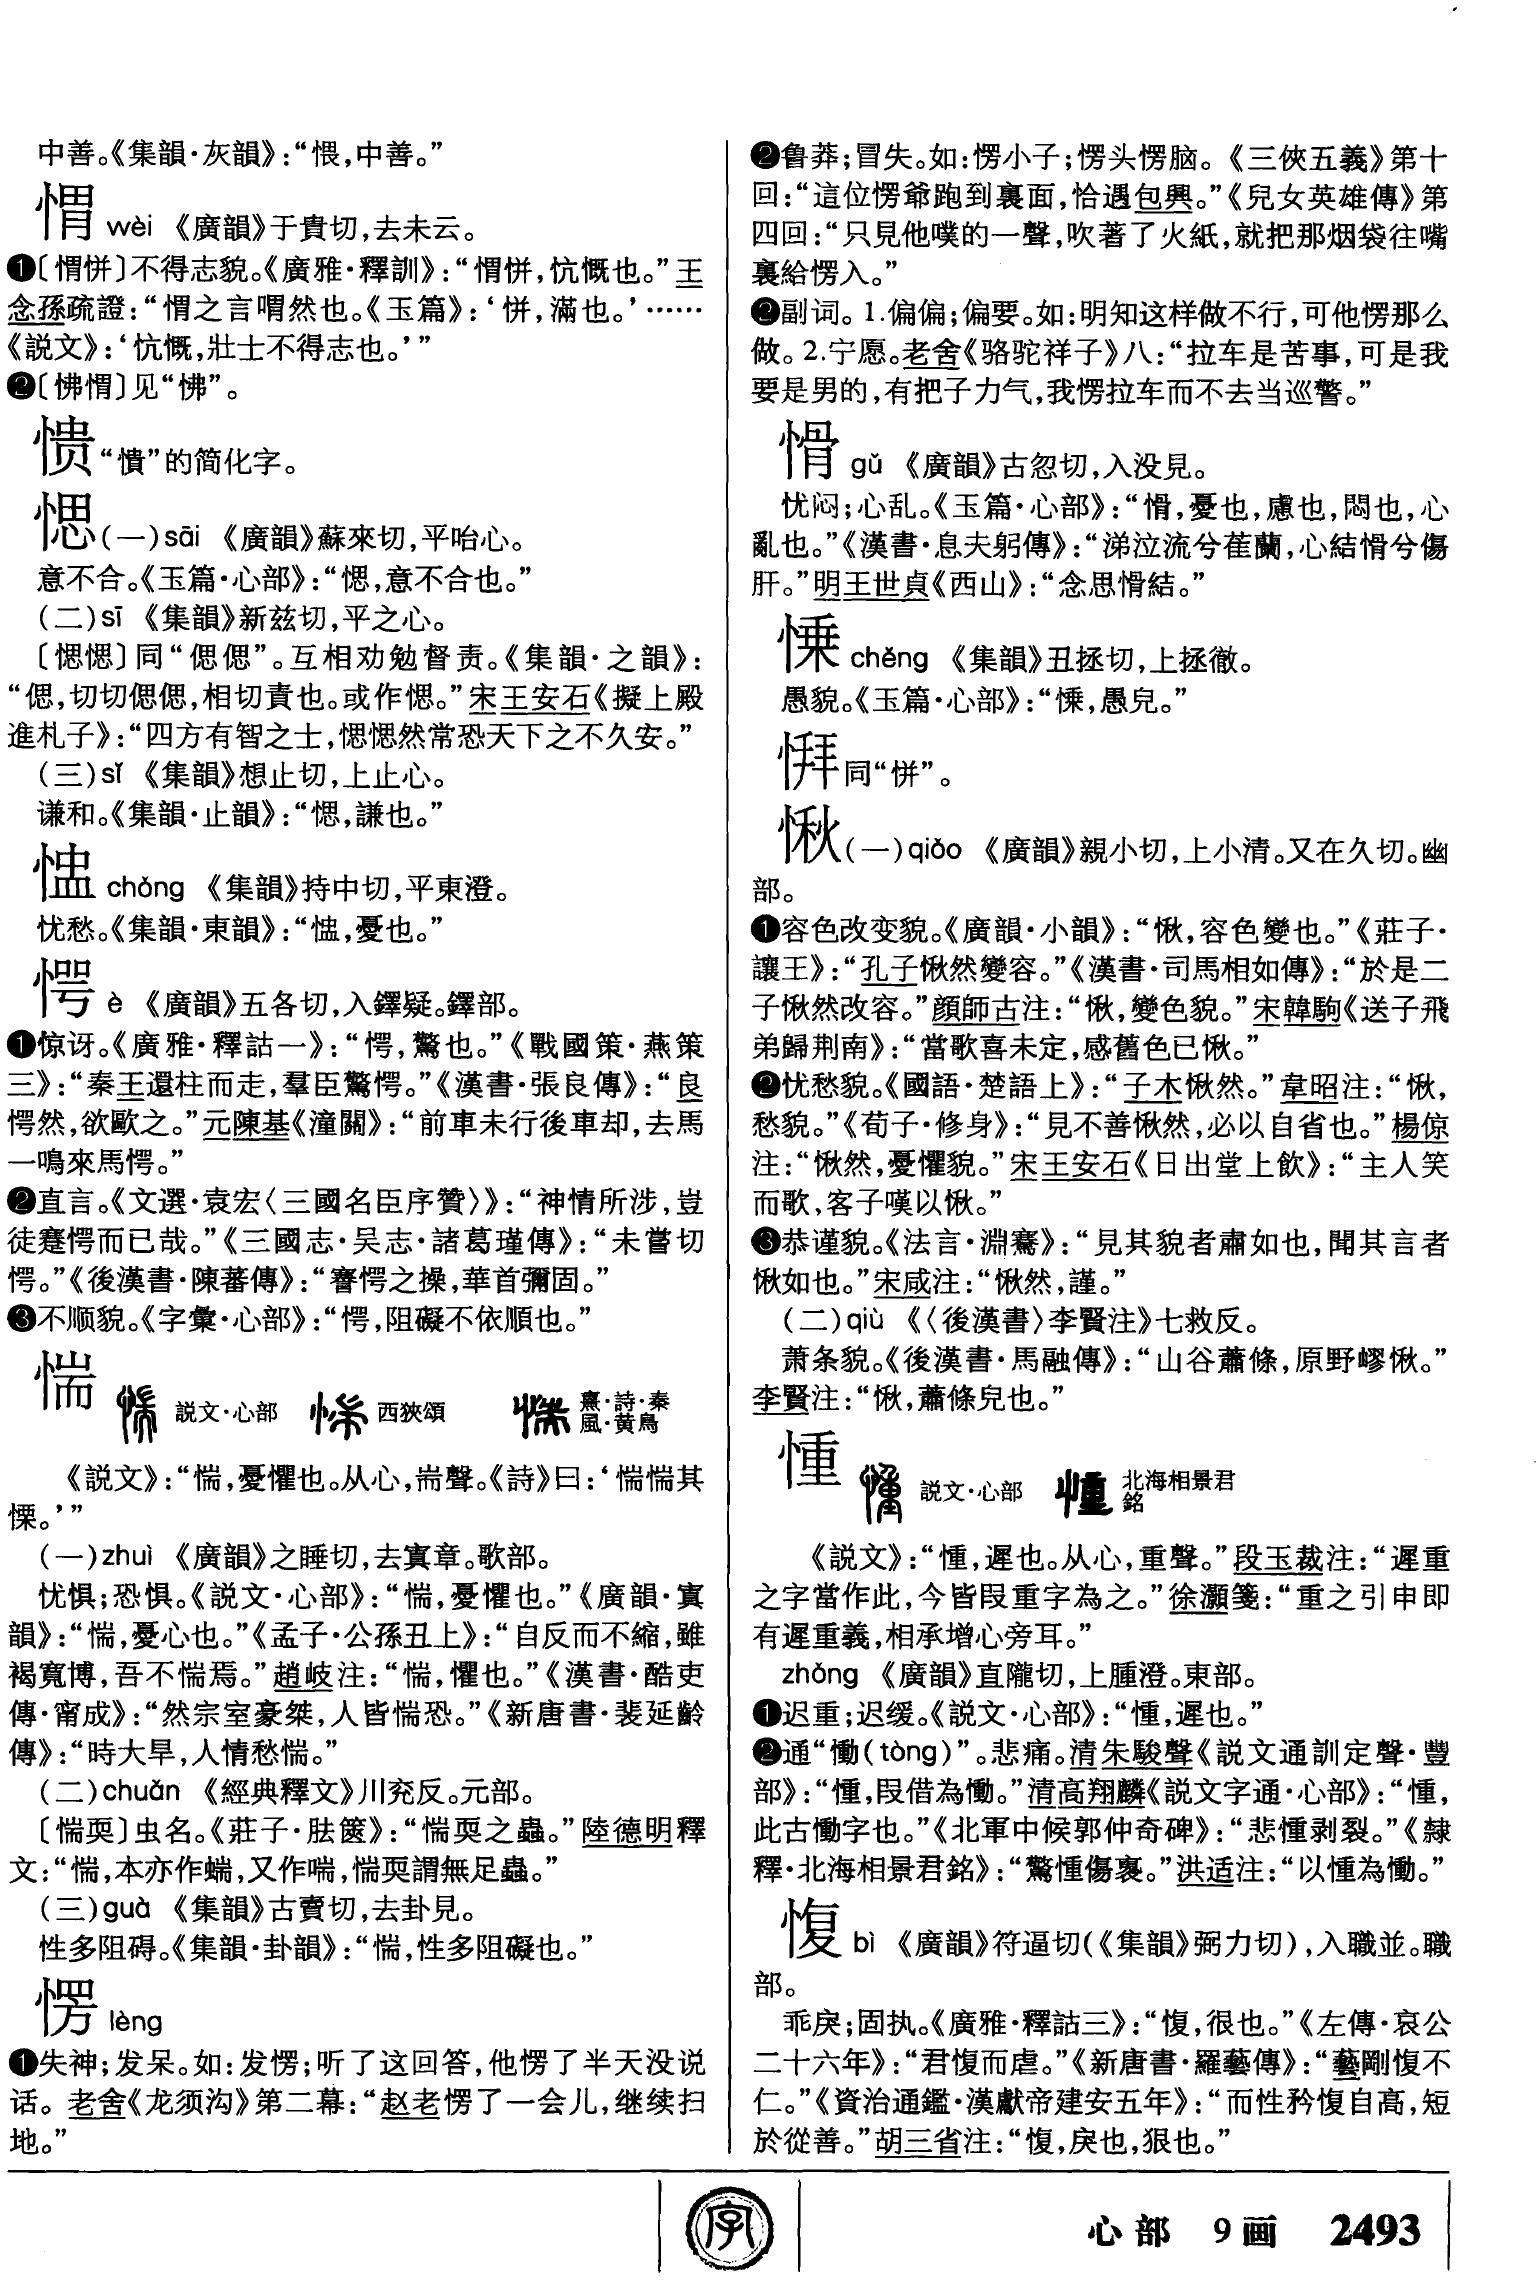 中善。《集韻·灰韻》：“愄，中善。”
㥜 wèi 《廣韻》于貴切，去未云。
❶〔㥜恲〕不得志貌。《廣雅·釋訓》：“㥜恲，忼慨也。”王
念孫疏證：“㥜之言喟然也。《玉篇》：‘恲，滿也。’……
《説文》：‘忼慨，壯士不得志也。’”
❷〔怫㥜〕见“怫”。
愦 “憒”的简化字。
愢 (一)sāi 《廣韻》蘇來切，平咍心。
意不合。《玉篇·心部》：“愢，意不合也。”
(二)sī 《集韻》新兹切，平之心。
〔愢愢〕同“偲偲”。互相劝勉督责。《集韻·之韻》：
“偲，切切偲偲，相切責也。或作愢。”宋王安石《擬上殿
進札子》：“四方有智之士，愢愢然常恐天下之不久安。”
(三)sǐ 《集韻》想止切，上止心。
谦和。《集韻·止韻》：“愢，謙也。”
chǒng 《集韻》持中切，平東澄。
忧愁。《集韻·東韻》：“，憂也。”
愕 è 《廣韻》五各切，入鐸疑。鐸部。
❶惊讶。《廣雅·釋詁一》：“愕，驚也。”《戰國策·燕策
三》：“秦王還柱而走，羣臣驚愕。”《漢書·張良傳》：“良
愕然，欲歐之。”元陳基《潼關》：“前車未行後車却，去馬
一鳴來馬愕。”
❷直言。《文選·袁宏〈三國名臣序贊〉》：“神情所涉，豈
徒蹇愕而已哉。”《三國志·吴志·諸葛瑾傳》：“未嘗切
愕。”《後漢書·陳蕃傳》：“謇愕之操，華首彌固。”
❸不顺貌。《字彙·心部》：“愕，阻礙不依順也。”
惴 説文·心部 西狹頌 熹·詩·秦
風·黄鳥
《説文》：“惴，憂懼也。从心，耑聲。《詩》曰：‘惴惴其
慄。’”
(一)zhuì 《廣韻》之睡切，去寘章。歌部。
忧惧；恐惧。《説文·心部》：“惴，憂懼也。”《廣韻·寘
韻》：“惴，憂心也。”《孟子·公孫丑上》：“自反而不縮，雖
褐寬博，吾不惴焉。”趙岐注：“惴，懼也。”《漢書·酷吏
傳·甯成》：“然宗室豪桀，人皆惴恐。”《新唐書·裴延齡
傳》：“時大旱，人情愁惴。”
(二)chuǎn 《經典釋文》川兖反。元部。
〔惴耎〕虫名。《莊子·胠篋》：“惴耎之蟲。”陸德明釋
文：“惴，本亦作蝡，又作喘，惴耎謂無足蟲。”
(三)guà 《集韻》古賣切，去卦見。
性多阻碍。《集韻·卦韻》：“惴，性多阻礙也。”
愣 lèng
❶失神；发呆。如：发愣；听了这回答，他愣了半天没说
话。老舍《龙须沟》第二幕：“赵老愣了一会儿，继续扫
地。”
❷鲁莽；冒失。如：愣小子；愣头愣脑。《三俠五義》第十
回：“這位愣爺跑到裏面，恰遇包興。”《兒女英雄傳》第
四回：“只見他噗的一聲，吹著了火紙，就把那烟袋往嘴
裏給愣入。”
❷副词。1.偏偏；偏要。如：明知这样做不行，可他愣那么
做。2.宁愿。老舍《骆驼祥子》八：“拉车是苦事，可是我
要是男的，有把子力气，我愣拉车而不去当巡警。”
愲 gǔ 《廣韻》古忽切，入没見。
忧闷；心乱。《玉篇·心部》：“愲，憂也，慮也，悶也，心
亂也。”《漢書·息夫躬傳》：“涕泣流兮萑蘭，心結愲兮傷
肝。”明王世貞《西山》：“念思愲結。”
chěng 《集韻》丑拯切，上拯徹。
愚貌。《玉篇·心部》：“，愚皃。”
同“恲”。
愀 (一)qiǎo 《廣韻》親小切，上小清。又在久切。幽
部。
❶容色改变貌。《廣韻·小韻》：“愀，容色變也。”《莊子·
讓王》：“孔子愀然變容。”《漢書·司馬相如傳》：“於是二
子愀然改容。”顔師古注：“愀，變色貌。”宋韓駒《送子飛
弟歸荆南》：“當歌喜未定，感舊色已愀。”
❷忧愁貌。《國語·楚語上》：“子木愀然。”韋昭注：“愀，
愁貌。”《荀子·修身》：“見不善愀然，必以自省也。”楊倞
注：“愀然，憂懼貌。”宋王安石《日出堂上飲》：“主人笑
而歌，客子嘆以愀。”
❸恭谨貌。《法言·淵騫》：“見其貌者肅如也，聞其言者
愀如也。”宋咸注：“愀然，謹。”
(二)qiù 《〈後漢書〉李賢注》七救反。
萧条貌。《後漢書·馬融傳》：“山谷蕭條，原野嵺愀。”
李賢注：“愀，蕭條皃也。”
㣫 説文·心部 北海相景君
銘
《説文》：“㣫，遲也。从心，重聲。”段玉裁注：“遲重
之字當作此，今皆叚重字為之。”徐灝箋：“重之引申即
有遲重義，相承增心旁耳。”
zhǒng 《廣韻》直隴切，上腫澄。東部。
❶迟重；迟缓。《説文·心部》：“㣫，遲也。”
❷通“慟(tòng)”。悲痛。清朱駿聲《説文通訓定聲·豐
部》：“㣫，叚借為慟。”清高翔麟《説文字通·心部》：“㣫，
此古慟字也。”《北軍中候郭仲奇碑》：“悲㣫剥裂。”《隸
釋·北海相景君銘》：“驚㣫傷褱。”洪适注：“以㣫為慟。”
愎 bì 《廣韻》符逼切(《集韻》弼力切)，入職並。職
部。
乖戾；固执。《廣雅·釋詁三》：“愎，很也。”《左傳·哀公
二十六年》：“君愎而虐。”《新唐書·羅藝傳》：“藝剛愎不
仁。”《資治通鑑·漢獻帝建安五年》：“而性矜愎自高，短
於從善。”胡三省注：“愎，戾也，狠也。”
字
心部 9画 2493